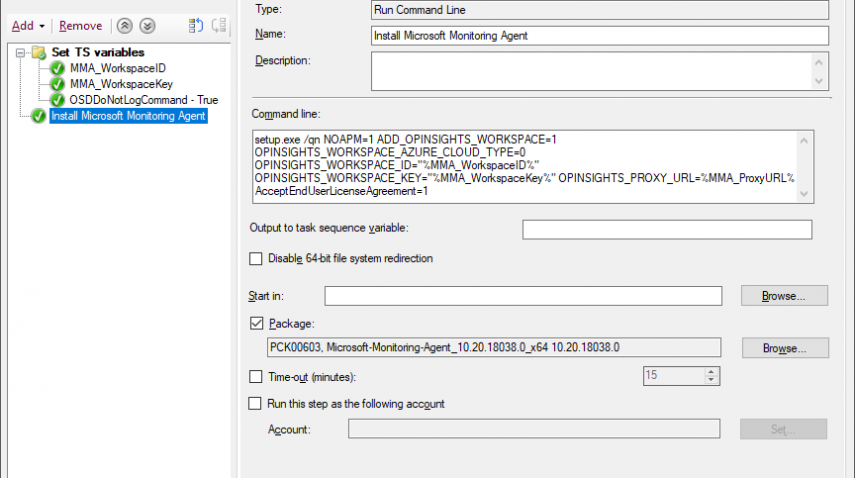 Add
Remove
Set TS variables
MMA_WorkspaceID
MMA_WorkspaceKey
OSDDoNotLogCommand - True
Install Microsoft Monitoring Agent
Type:
Run Command Line
Name:
Install Microsoft Monitoring Agent
Description:
Command line:
setup.exe /qn NOAPM=1 ADD_OPINSIGHTS_WORKSPACE=1
OPINSIGHTS_WORKSPACE_AZURE_CLOUD_TYPE=0
OPINSIGHTS_WORKSPACE_ID="%MMA_WorkspaceID%"
OPINSIGHTS_WORKSPACE_KEY="%MMA_WorkspaceKey%" OPINSIGHTS_PROXY_URL=%MMA_ProxyURL%
AcceptEndUserLicenseAgreement=1
Output to task sequence variable:
Disable 64-bit file system redirection
Start in:
Browse...
Package:
PCK00603, Microsoft-Monitoring-Agent_10.20.18038.0_x64 10.20.18038.0
Browse...
Time-out (minutes):
15
Run this step as the following account
Account:
Set...